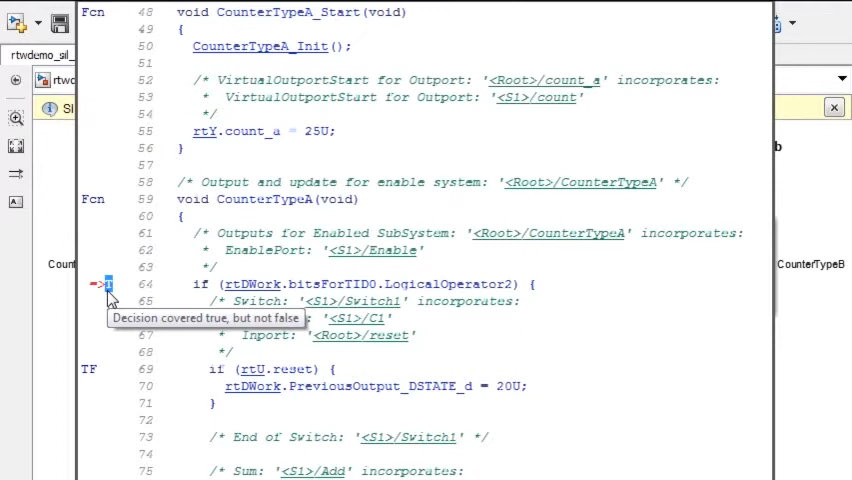 rtwdemo_sil_
rtwd
SI
b
Count
CounterTypeB
Fcn 48 void CounterTypeA_Start(void)
49 {
50 CounterTypeA_Init();
51
52 /* VirtualOutportStart for Outport: '<Root>/count_a' incorporates:
53 * VirtualOutportStart for Outport: '<S1>/count'
54 */
55 rtY.count_a = 25U;
56 }
57
58 /* Output and update for enable system: '<Root>/CounterTypeA' */
Fcn 59 void CounterTypeA(void)
60 {
61 /* Outputs for Enabled SubSystem: '<Root>/CounterTypeA' incorporates:
62 * EnablePort: '<S1>/Enable'
63 */
=>T 64 if (rtDWork.bitsForTID0.LogicalOperator2) {
65 /* Switch: '<S1>/Switch1' incorporates:
Decision covered true, but not false : '<S1>/C1'
67 * Inport: '<Root>/reset'
68 */
TF 69 if (rtU.reset) {
70 rtDWork.PreviousOutput_DSTATE_d = 20U;
71 }
72
73 /* End of Switch: '<S1>/Switch1' */
74
75 /* Sum: '<S1>/Add' incorporates: